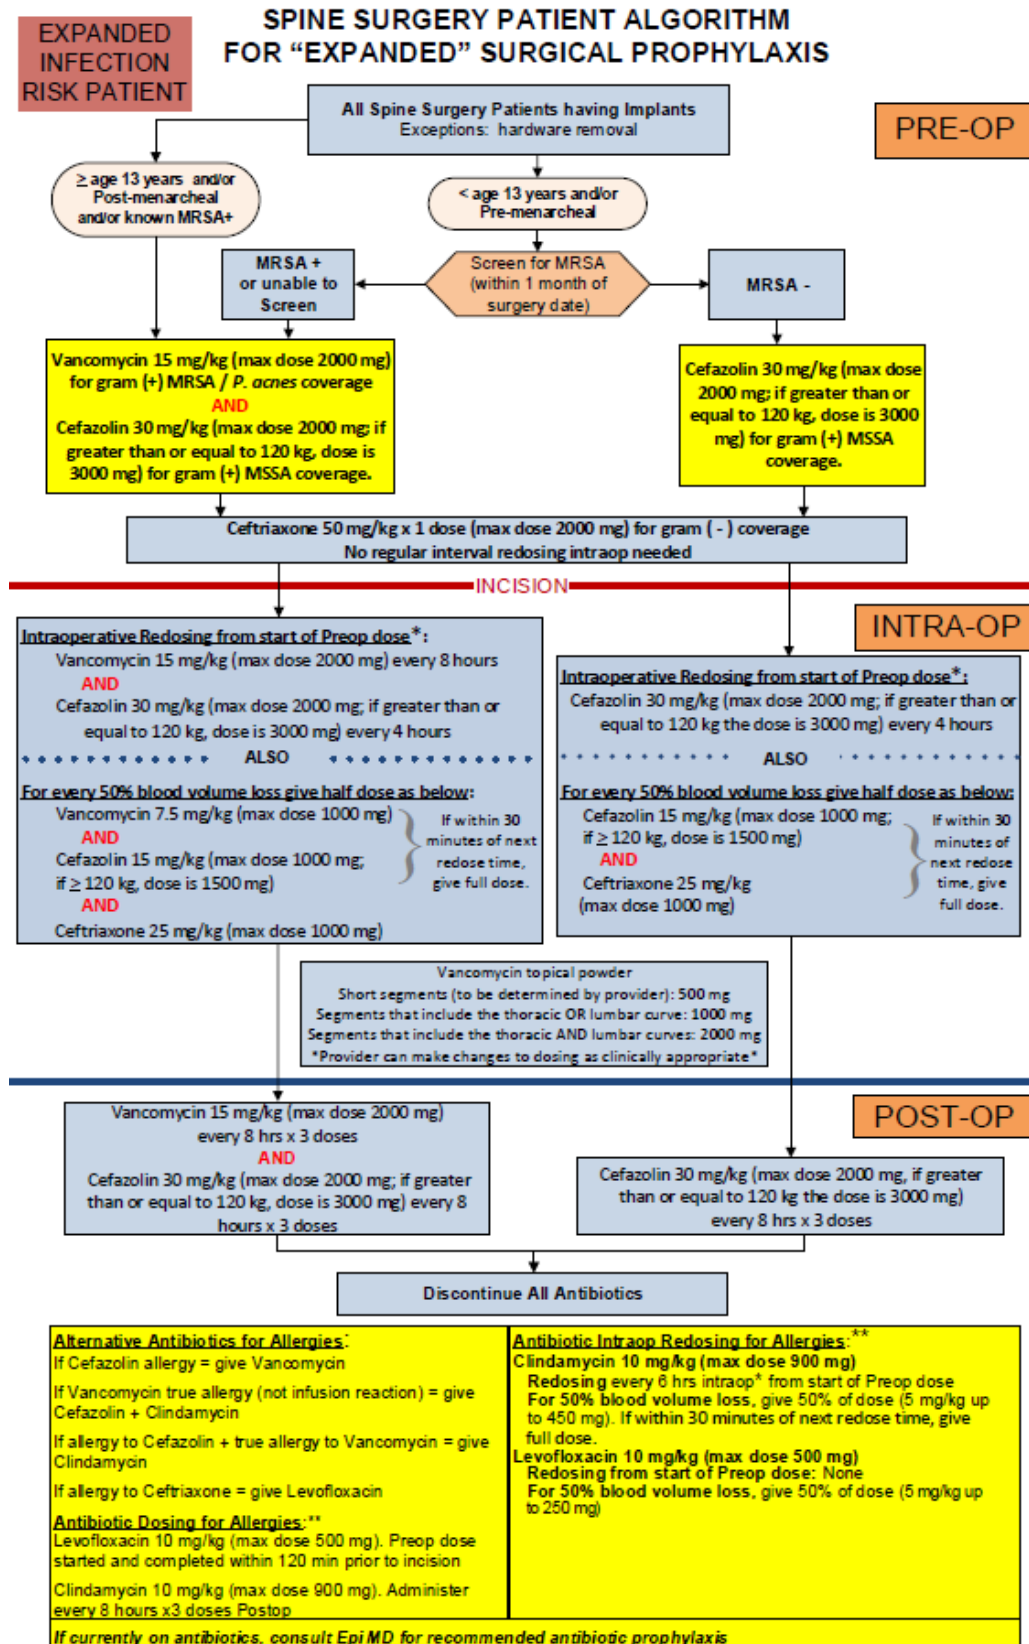 EXPANDED
INFECTION
RISK PATIENT
SPINE SURGERY PATIENT ALGORITHM
FOR “EXPANDED” SURGICAL PROPHYLAXIS
All Spine Surgery Patients having Implants
Exceptions: hardware removal
PRE-OP
≥ age 13 years and/or
Post-menarcheal
and/or known MRSA+
< age 13 years and/or
Pre-menarcheal
MRSA +
or unable to
Screen
Screen for MRSA
(within 1 month of
surgery date)
MRSA -
Vancomycin 15 mg/kg (max dose 2000 mg)
for gram (+) MRSA / P. acnes coverage
AND
Cefazolin 30 mg/kg (max dose 2000 mg; if
greater than or equal to 120 kg, dose is
3000 mg) for gram (+) MSSA coverage.
Cefazolin 30 mg/kg (max dose
2000 mg; if greater than or
equal to 120 kg, dose is 3000
mg) for gram (+) MSSA
coverage.
Ceftriaxone 50 mg/kg x 1 dose (max dose 2000 mg) for gram ( - ) coverage
No regular interval redosing intraop needed
INCISION
INTRA-OP
Intraoperative Redosing from start of Preop dose*:
Vancomycin 15 mg/kg (max dose 2000 mg) every 8 hours
AND
Cefazolin 30 mg/kg (max dose 2000 mg; if greater than or
equal to 120 kg, dose is 3000 mg) every 4 hours
ALSO
For every 50% blood volume loss give half dose as below:
Vancomycin 7.5 mg/kg (max dose 1000 mg)
AND
Cefazolin 15 mg/kg (max dose 1000 mg;
if ≥ 120 kg, dose is 1500 mg)
AND
Ceftriaxone 25 mg/kg (max dose 1000 mg)
If within 30
minutes of next
redose time,
give full dose.
Intraoperative Redosing from start of Preop dose*:
Cefazolin 30 mg/kg (max dose 2000 mg; if greater than or
equal to 120 kg the dose is 3000 mg) every 4 hours
ALSO
For every 50% blood volume loss give half dose as below:
Cefazolin 15 mg/kg (max dose 1000 mg;
if ≥ 120 kg, dose is 1500 mg)
AND
Ceftriaxone 25 mg/kg
(max dose 1000 mg)
If within 30
minutes of
next redose
time, give
full dose.
Vancomycin topical powder
Short segments (to be determined by provider): 500 mg
Segments that include the thoracic OR lumbar curve: 1000 mg
Segments that include the thoracic AND lumbar curves: 2000 mg
*Provider can make changes to dosing as clinically appropriate*
POST-OP
Vancomycin 15 mg/kg (max dose 2000 mg)
every 8 hrs x 3 doses
AND
Cefazolin 30 mg/kg (max dose 2000 mg; if greater
than or equal to 120 kg, dose is 3000 mg) every 8
hours x 3 doses
Cefazolin 30 mg/kg (max dose 2000 mg, if greater
than or equal to 120 kg the dose is 3000 mg)
every 8 hrs x 3 doses
Discontinue All Antibiotics
Alternative Antibiotics for Allergies:
If Cefazolin allergy = give Vancomycin
If Vancomycin true allergy (not infusion reaction) = give
Cefazolin + Clindamycin
If allergy to Cefazolin + true allergy to Vancomycin = give
Clindamycin
If allergy to Ceftriaxone = give Levofloxacin
Antibiotic Dosing for Allergies:**
Levofloxacin 10 mg/kg (max dose 500 mg). Preop dose
started and completed within 120 min prior to incision
Clindamycin 10 mg/kg (max dose 900 mg). Administer
every 8 hours x3 doses Postop
Antibiotic Intraop Redosing for Allergies:**
Clindamycin 10 mg/kg (max dose 900 mg)
Redosing every 6 hrs intraop* from start of Preop dose
For 50% blood volume loss, give 50% of dose (5 mg/kg up
to 450 mg). If within 30 minutes of next redose time, give
full dose.
Levofloxacin 10 mg/kg (max dose 500 mg)
Redosing from start of Preop dose: None
For 50% blood volume loss, give 50% of dose (5 mg/kg up
to 250 mg)
If currently on antibiotics, consult Epi MD for recommended antibiotic prophylaxis